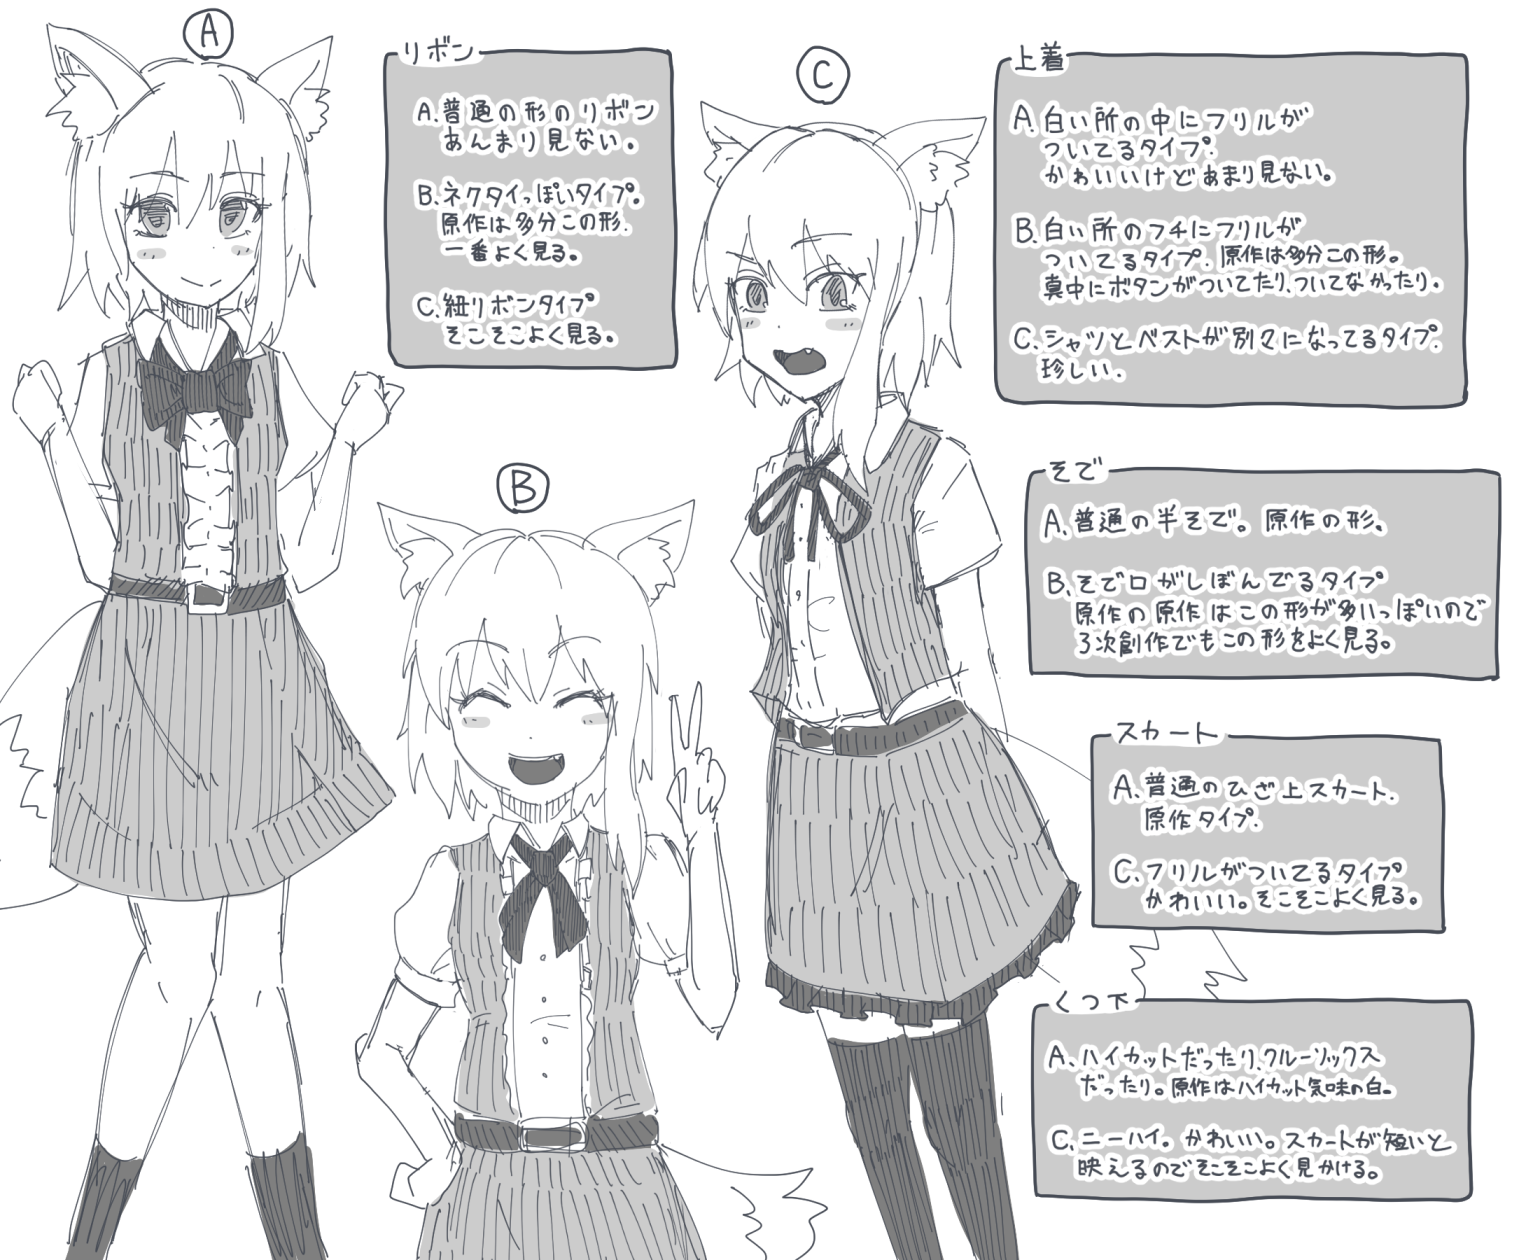 A
リボン
A、普通の形のリボン
あんまり見ない。
B、ネクタイっぽいタイプ。
原作は多分この形。
一番よく見る。
C、紐リボンタイプ
そこそこよく見る。
B
C
上着
A、白い所の中にフリルが
ついてるタイプ。
かわいいけどあまり見ない。
B、白い所のフチにフリルが
ついてるタイプ。原作は多分この形。
真中にボタンがついてたり、ついてなかったり。
C、シャツとベストが別々になってるタイプ。
珍しい。
そで
A、普通の半そで。原作の形。
B、そで口がしぼんでるタイプ
原作の原作はこの形が多いっぽいので
3次創作でもこの形をよく見る。
スカート
A、普通のひざ上スカート。
原作タイプ。
C、フリルがついてるタイプ
かわいい。そこそこよく見る。
くつ下
A、ハイカットだったり、クルーソックス
だったり。原作はハイカット気味の白。
C、ニーハイ。かわいい。スカートが短いと
映えるのでそこそこよく見かける。